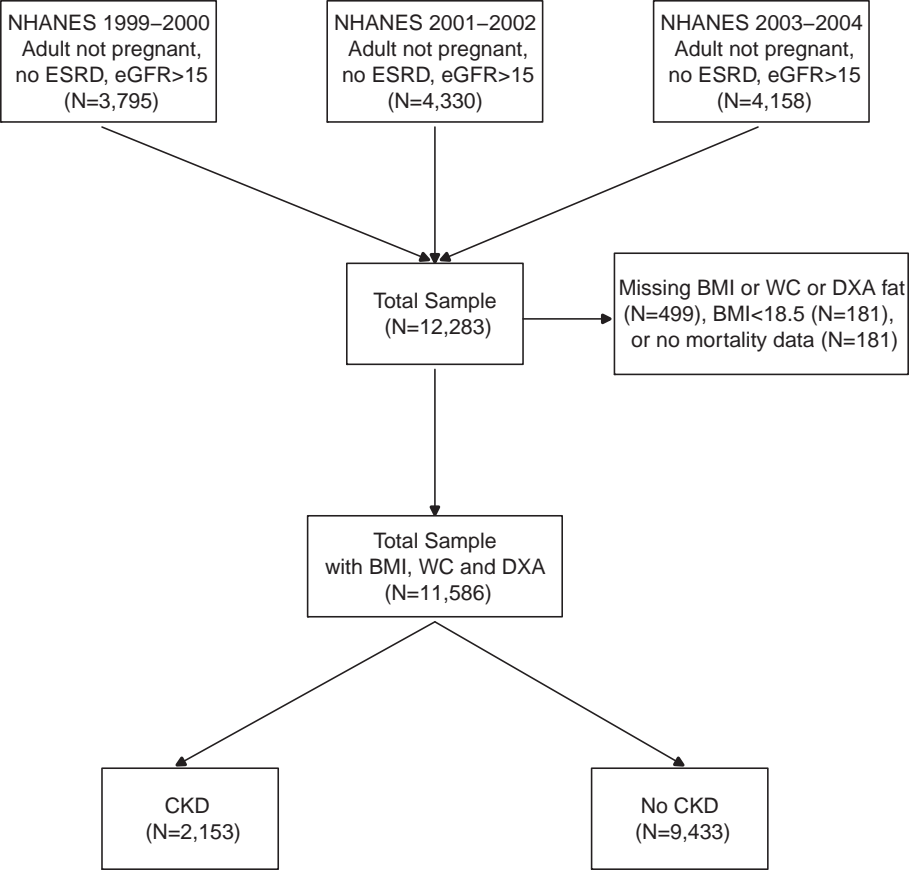 NHANES 1999–2000
Adult not pregnant,
no ESRD, eGFR>15
(N=3,795)
NHANES 2001–2002
Adult not pregnant,
no ESRD, eGFR>15
(N=4,330)
NHANES 2003–2004
Adult not pregnant,
no ESRD, eGFR>15
(N=4,158)
Total Sample
(N=12,283)
Missing BMI or WC or DXA fat
(N=499), BMI<18.5 (N=181),
or no mortality data (N=181)
Total Sample
with BMI, WC and DXA
(N=11,586)
CKD
(N=2,153)
No CKD
(N=9,433)